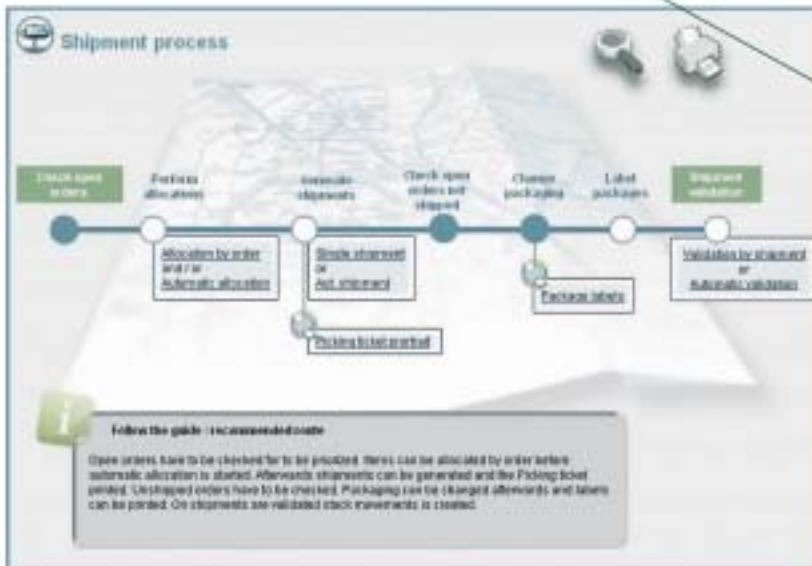 Shipment process
Check open
orders
Perform
allocations
Generate
shipments
Check open
orders not
shipped
Change
packaging
Label
packages
Shipment
validation
Allocation by order
and / or
Automatic allocation
Single shipment
or
Aut. shipment
Validation by shipment
or
Automatic validation
Package labels
Picking ticket
Follow the guide : recommended route
Open orders have to be checked for to be priorized. Items can be allocated by order before
automatic allocation is started. Afterwards shipments can be generated and the Picking ticket
printed. Unshipped orders have to be checked. Packaging can be changed afterwards and labels
can be printed. On shipments are validated stock movements is created.